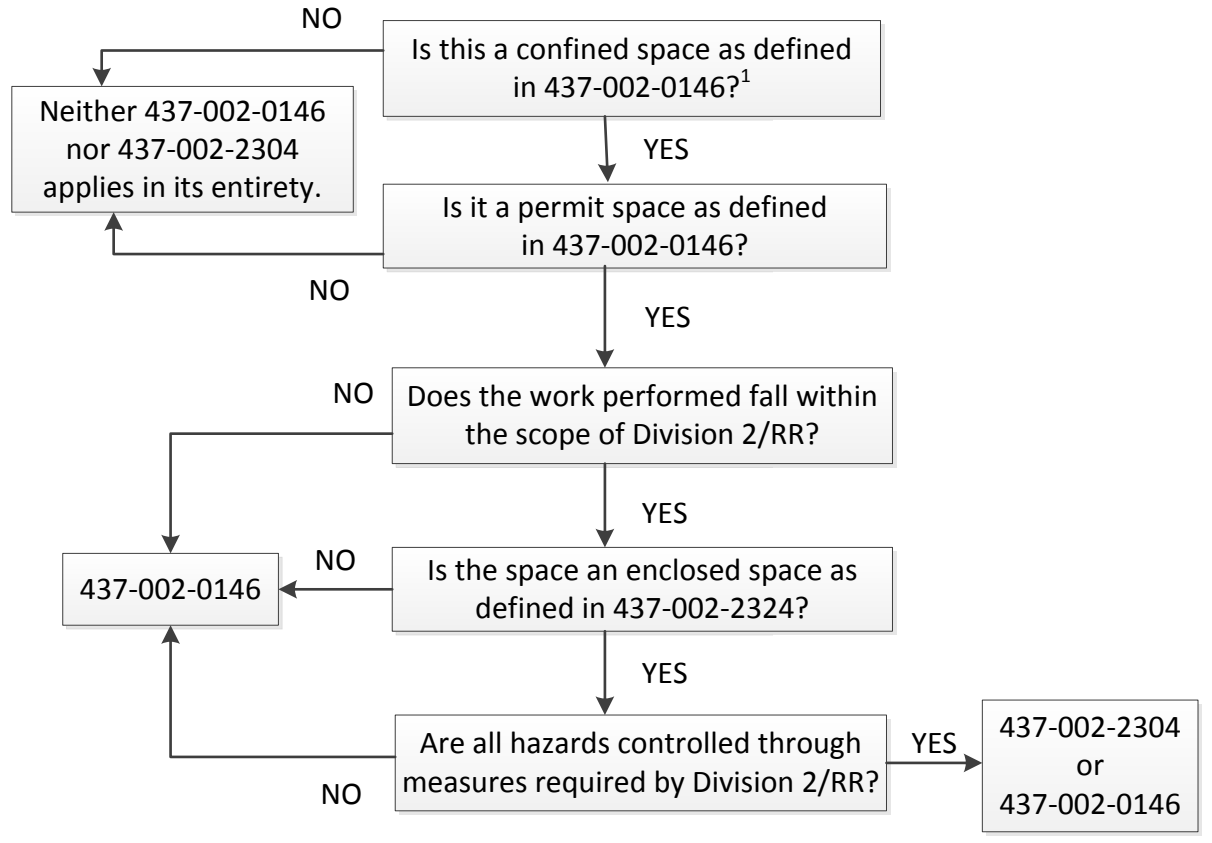 NO
Is this a confined space as defined
in 437-002-0146?¹
Neither 437-002-0146
nor 437-002-2304
applies in its entirety.
YES
Is it a permit space as defined
in 437-002-0146?
NO
YES
NO
Does the work performed fall within
the scope of Division 2/RR?
YES
437-002-0146
NO
Is the space an enclosed space as
defined in 437-002-2324?
YES
Are all hazards controlled through
measures required by Division 2/RR?
NO
YES
437-002-2304
or
437-002-0146